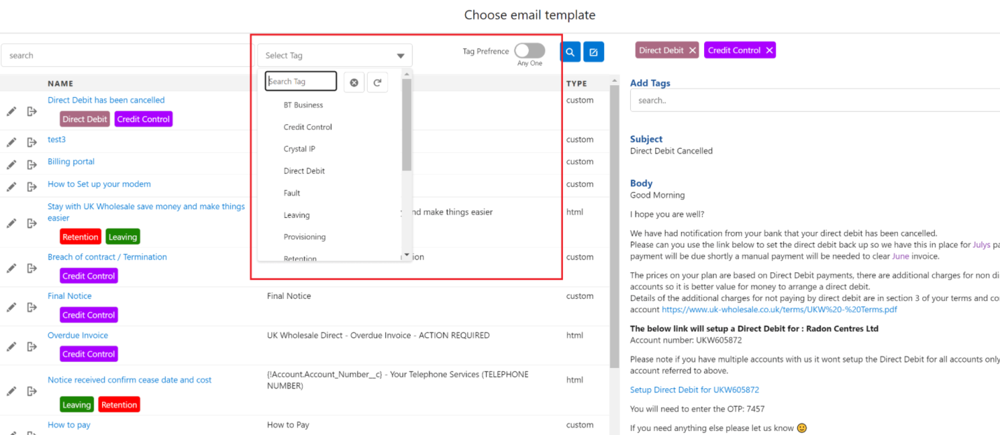 Choose email template
search
Select Tag
Tag Prefrence
Any One
Search Tag
BT Business
Credit Control
Crystal IP
Direct Debit
Fault
Leaving
Provisioning
Retention
NAME
TYPE
Direct Debit has been cancelled
custom
Direct Debit
Credit Control
test3
custom
Billing portal
custom
How to Set up your modem
custom
Stay with UK Wholesale save money and make things
easier
nd make things easier
html
Retention
Leaving
Breach of contract / Termination
ion
custom
Credit Control
Final Notice
Final Notice
custom
Credit Control
Overdue Invoice
UK Wholesale Direct - Overdue Invoice - ACTION REQUIRED
html
Credit Control
Notice received confirm cease date and cost
{!Account.Account_Number__c} - Your Telephone Services (TELEPHONE
NUMBER)
html
Leaving
Retention
How to pay
How to Pay
custom
Direct Debit
Credit Control
Add Tags
search..
Subject
Direct Debit Cancelled
Body
Good Morning
I hope you are well?
We have had notification from your bank that your direct debit has been cancelled.
Please can you use the link below to set the direct debit back up so we have this in place for Julys pa
payment will be due shortly a manual payment will be needed to clear June invoice.
The prices on your plan are based on Direct Debit payments, there are additional charges for non di
accounts so it is better value for money to arrange a direct debit.
Details of the additional charges for not paying by direct debit are in section 3 of your terms and co
account https://www.uk-wholesale.co.uk/terms/UKW%20-%20Terms.pdf
The below link will setup a Direct Debit for : Radon Centres Ltd
Account number: UKW605872
Please note if you have multiple accounts with us it wont setup the Direct Debit for all accounts only
account referred to above.
Setup Direct Debit for UKW605872
You will need to enter the OTP: 7457
If you need anything else please let us know 🙂